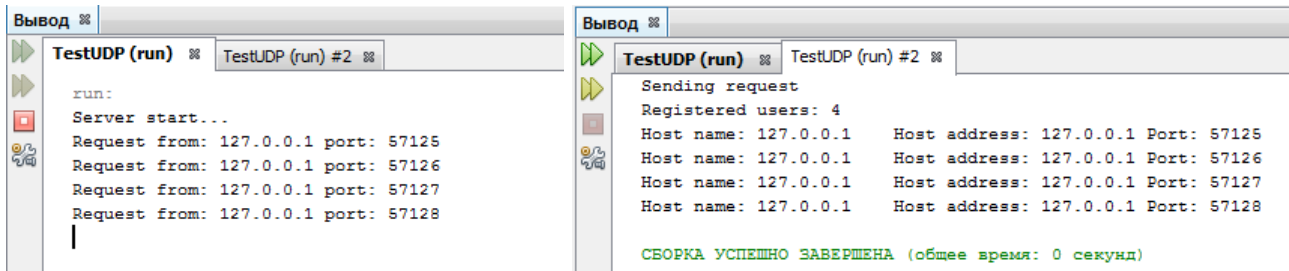 Вывод
TestUDP (run) TestUDP (run) #2
run:
Server start...
Request from: 127.0.0.1 port: 57125
Request from: 127.0.0.1 port: 57126
Request from: 127.0.0.1 port: 57127
Request from: 127.0.0.1 port: 57128
Вывод
TestUDP (run) TestUDP (run) #2
Sending request
Registered users: 4
Host name: 127.0.0.1 Host address: 127.0.0.1 Port: 57125
Host name: 127.0.0.1 Host address: 127.0.0.1 Port: 57126
Host name: 127.0.0.1 Host address: 127.0.0.1 Port: 57127
Host name: 127.0.0.1 Host address: 127.0.0.1 Port: 57128
СБОРКА УСПЕШНО ЗАВЕРШЕНА (общее время: 0 секунд)